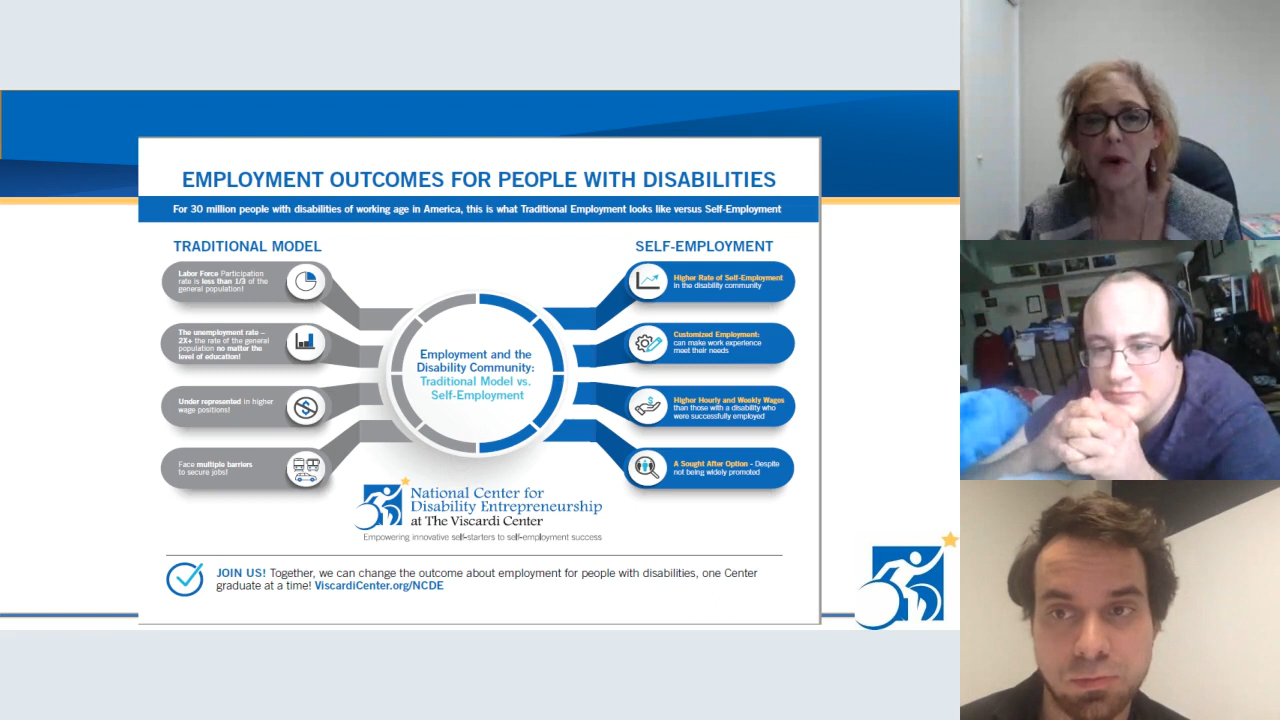 EMPLOYMENT OUTCOMES FOR PEOPLE WITH DISABILITIES
For 30 million people with disabilities of working age in America, this is what Traditional Employment looks like versus Self-Employment
TRADITIONAL MODEL
Labor Force Participation
rate is less than 1/3 of the
general population!
The unemployment rate –
2X+ the rate of the general
population no matter the
level of education!
Under represented in higher
wage positions!
Face multiple barriers
to secure jobs!
Employment and the
Disability Community:
Traditional Model vs.
Self-Employment
SELF-EMPLOYMENT
Higher Rate of Self-Employment
in the disability community
Customized Employment:
can make work experience
meet their needs
Higher Hourly and Weekly Wages
than those with a disability who
were successfully employed
A Sought After Option - Despite
not being widely promoted
National Center for
Disability Entrepreneurship
at The Viscardi Center
Empowering innovative self-starters to self-employment success
JOIN US! Together, we can change the outcome about employment for people with disabilities, one Center
graduate at a time! ViscardiCenter.org/NCDE